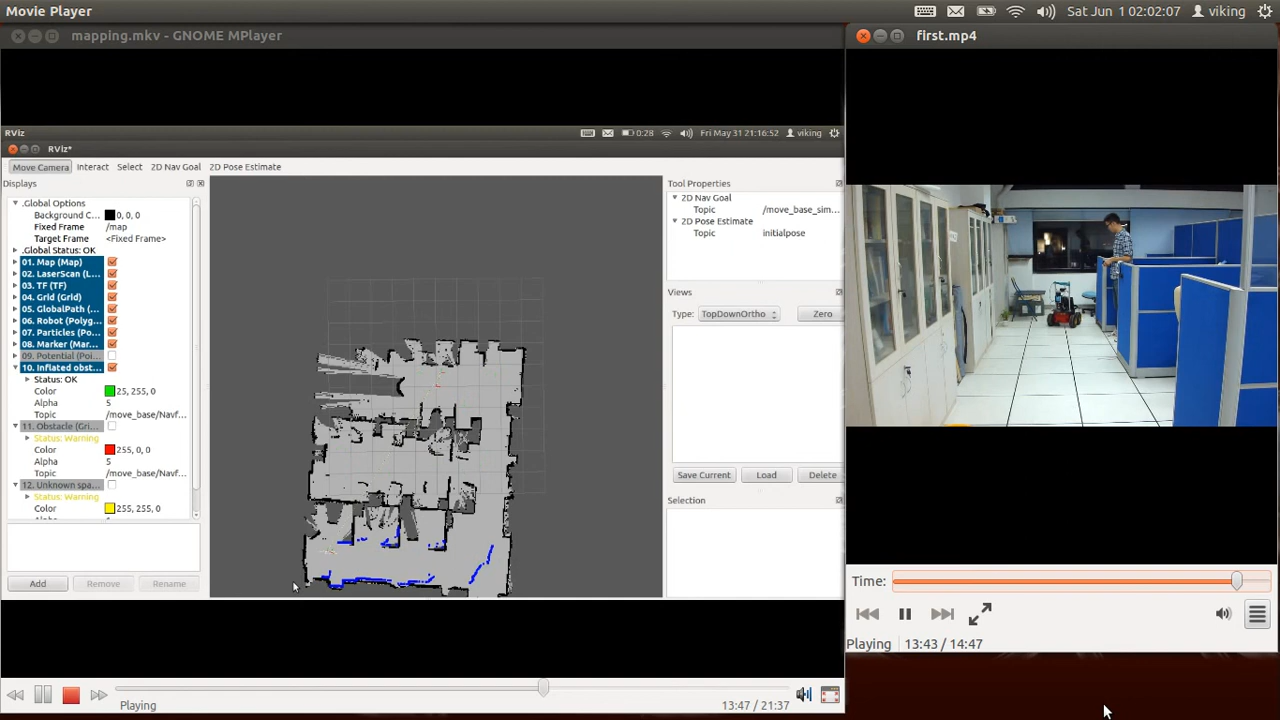 Movie Player
Sat Jun 1 02:02:07
viking
mapping.mkv - GNOME MPlayer
first.mp4
RViz
0:28
Fri May 31 21:16:52
viking
RViz*
Move Camera
Interact
Select
2D Nav Goal
2D Pose Estimate
Displays
.Global Options
Background C...
0, 0, 0
Fixed Frame
/map
Target Frame
<Fixed Frame>
.Global Status: OK
01. Map (Map)
02. LaserScan (L...
03. TF (TF)
04. Grid (Grid)
05. GlobalPath (...
06. Robot (Polyg...
07. Particles (Po...
08. Marker (Mar...
09. Potential (Poi...
10. Inflated obst...
Status: OK
Color
25, 255, 0
Alpha
5
Topic
/move_base/Navf...
11. Obstacle (Gri...
Status: Warning
Color
255, 0, 0
Alpha
5
Topic
/move_base/Navf...
12. Unknown spa...
Status: Warning
Color
255, 255, 0
Add
Remove
Rename
Tool Properties
2D Nav Goal
Topic
/move_base_sim...
2D Pose Estimate
Topic
initialpose
Views
Type:
TopDownOrtho
Zero
Save Current
Load
Delete
Selection
Time:
Playing
13:43 / 14:47
Playing
13:47 / 21:37